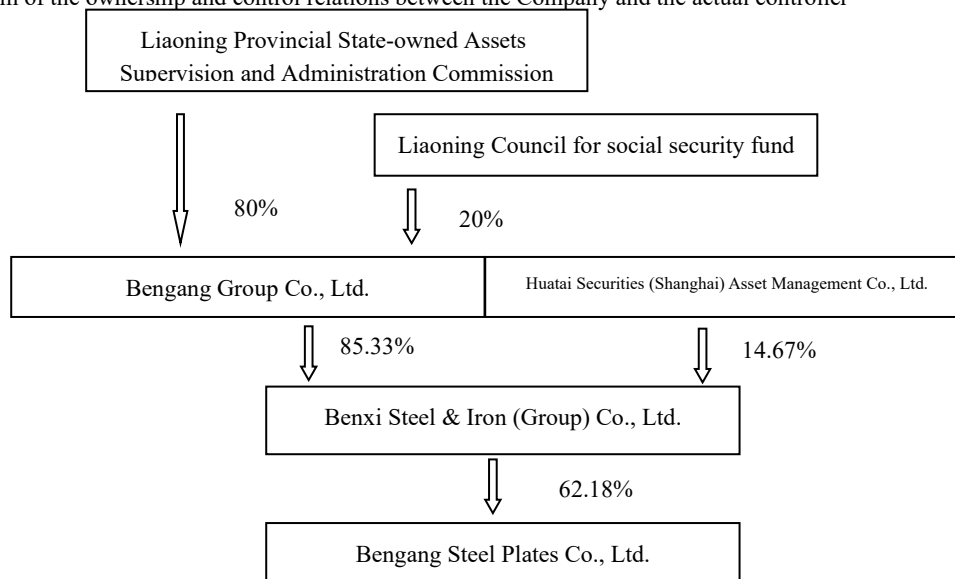 of the ownership and control relations between the Company and the actual controller
Liaoning Provincial State-owned Assets
Supervision and Administration Commission
Liaoning Council for social security fund
80%
20%
Bengang Group Co., Ltd.
Huatai Securities (Shanghai) Asset Management Co., Ltd.
85.33%
14.67%
Benxi Steel & Iron (Group) Co., Ltd.
62.18%
Bengang Steel Plates Co., Ltd.